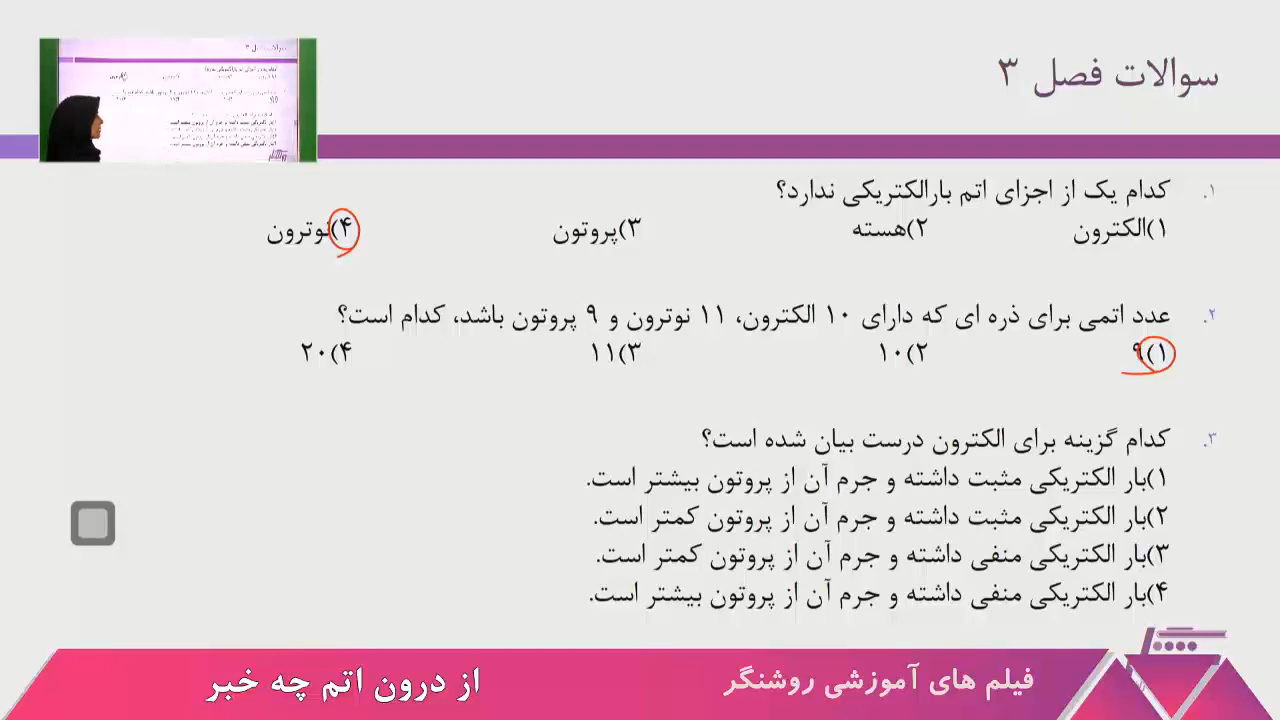 سوالات فصل ۳
۱. کدام یک از اجزای اتم بارالکتریکی ندارد؟
۱)الکترون ۲)هسته ۳)پروتون ۴)نوترون
۲. عدد اتمی برای ذره ای که دارای ۱۰ الکترون، ۱۱ نوترون و ۹ پروتون باشد، کدام است؟
۱)۹ ۲)۱۰ ۳)۱۱ ۴)۲۰
۳. کدام گزینه برای الکترون درست بیان شده است؟
۱)بار الکتریکی مثبت داشته و جرم آن از پروتون بیشتر است.
۲)بار الکتریکی مثبت داشته و جرم آن از پروتون کمتر است.
۳)بار الکتریکی منفی داشته و جرم آن از پروتون کمتر است.
۴)بار الکتریکی منفی داشته و جرم آن از پروتون بیشتر است.
فیلم های آموزشی روشنگر
از درون اتم چه خبر